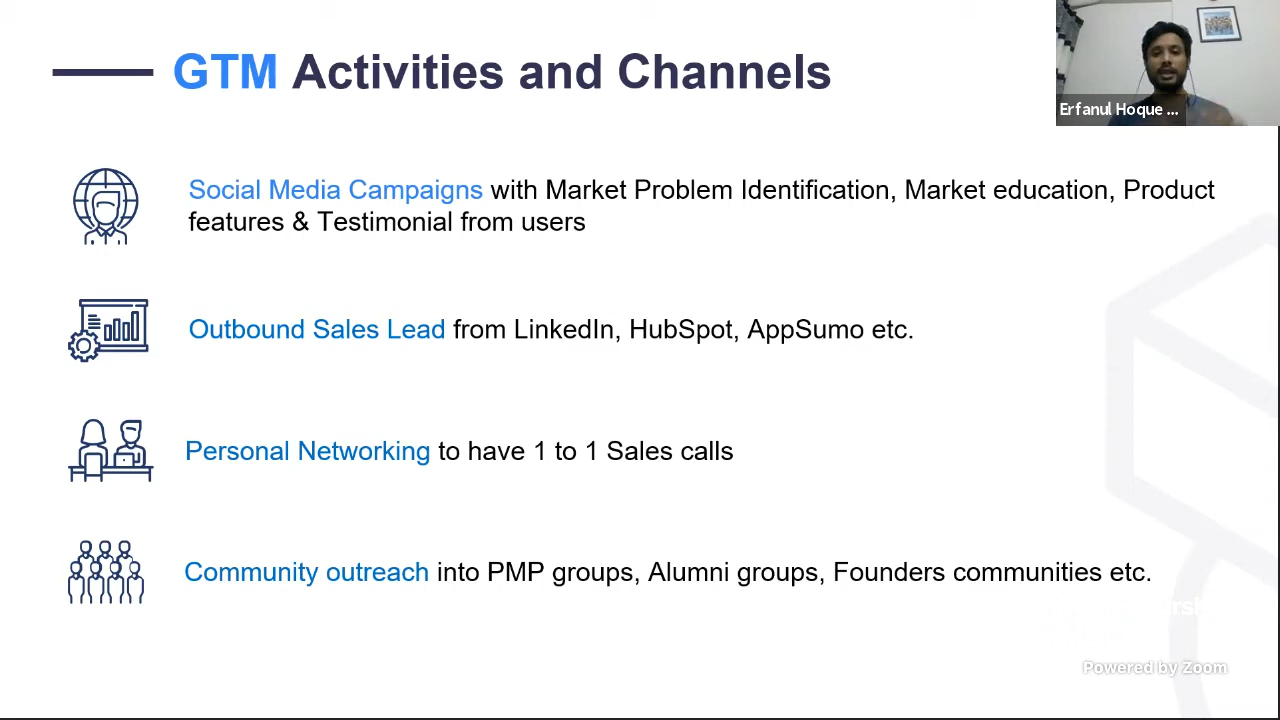 GTM Activities and Channels
Erfanul Hoque ...
Social Media Campaigns with Market Problem Identification, Market education, Product
features & Testimonial from users
Outbound Sales Lead from LinkedIn, HubSpot, AppSumo etc.
Personal Networking to have 1 to 1 Sales calls
Community outreach into PMP groups, Alumni groups, Founders communities etc.
Powered by Zoom